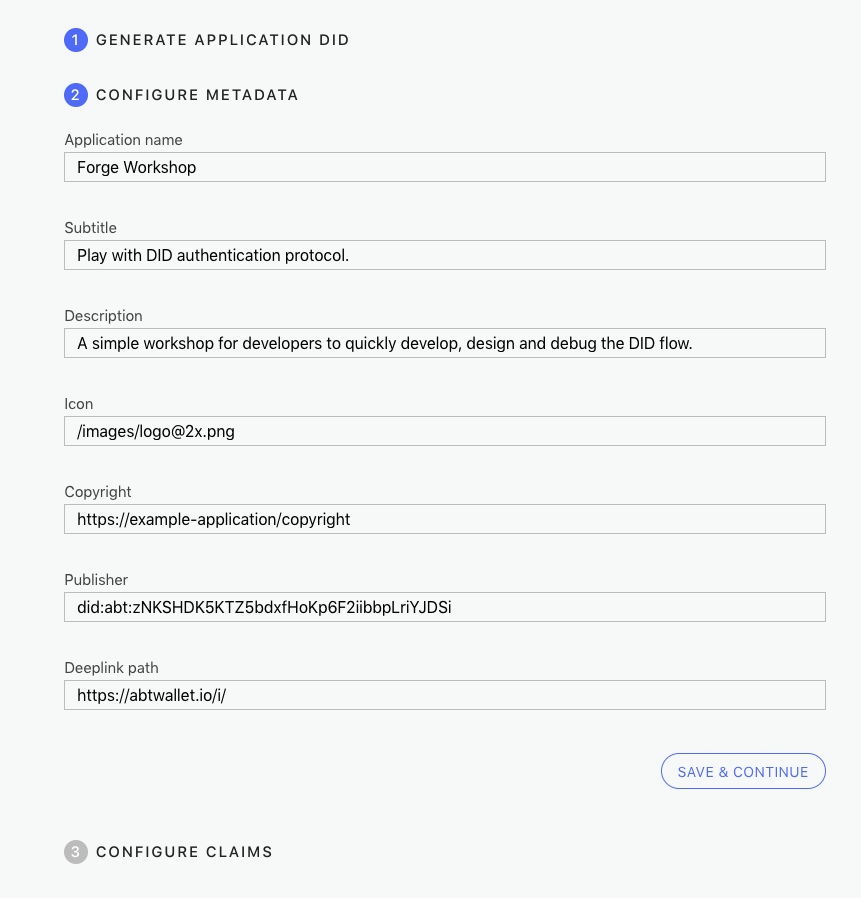 1 GENERATE APPLICATION DID
2 CONFIGURE METADATA
Application name
Forge Workshop
Subtitle
Play with DID authentication protocol.
Description
A simple workshop for developers to quickly develop, design and debug the DID flow.
Icon
/images/logo@2x.png
Copyright
https://example-application/copyright
Publisher
did:abt:zNKSHDK5KTZ5bdxfHoKp6F2iibbpLriYJDSi
Deeplink path
https://abtwallet.io/i/
SAVE & CONTINUE
3 CONFIGURE CLAIMS